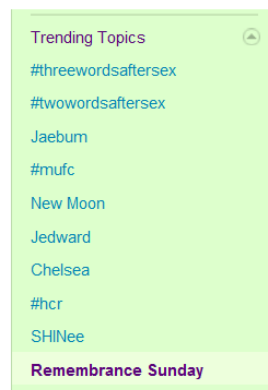 Trending Topics
#threewordsaftersex
#twowordsaftersex
Jaebum
#mufc
New Moon
Jedward
Chelsea
#hcr
SHINee
Remembrance Sunday